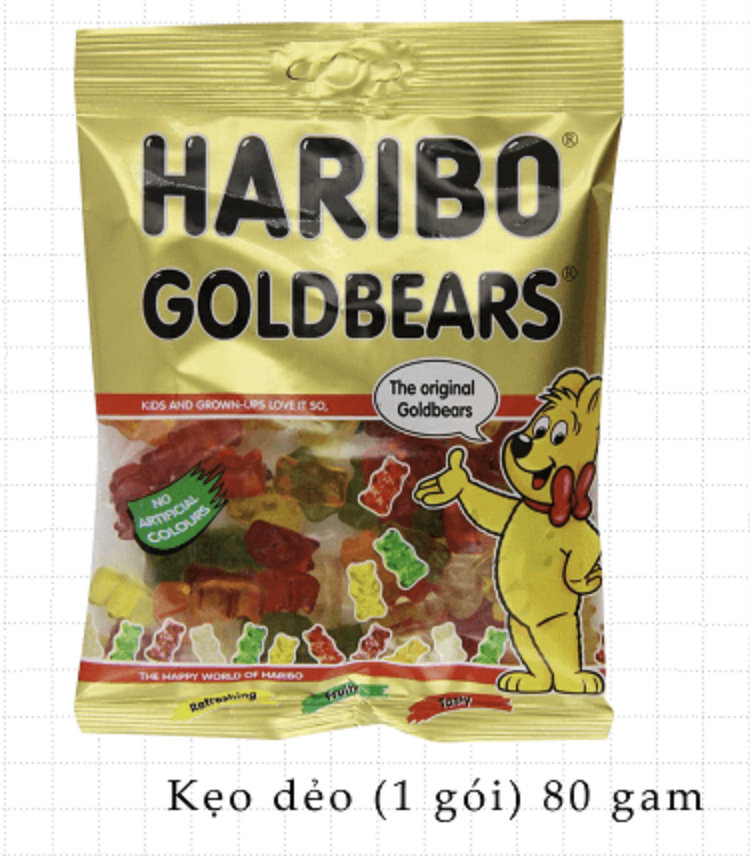 HARIBO®
GOLDBEARS®
KIDS AND GROWN-UPS LOVE IT SO,
The original
Goldbears
NO
ARTIFICIAL
COLOURS
THE HAPPY WORLD OF HARIBO
Refreshing
Fruity
Tasty
Kẹo dẻo (1 gói) 80 gam